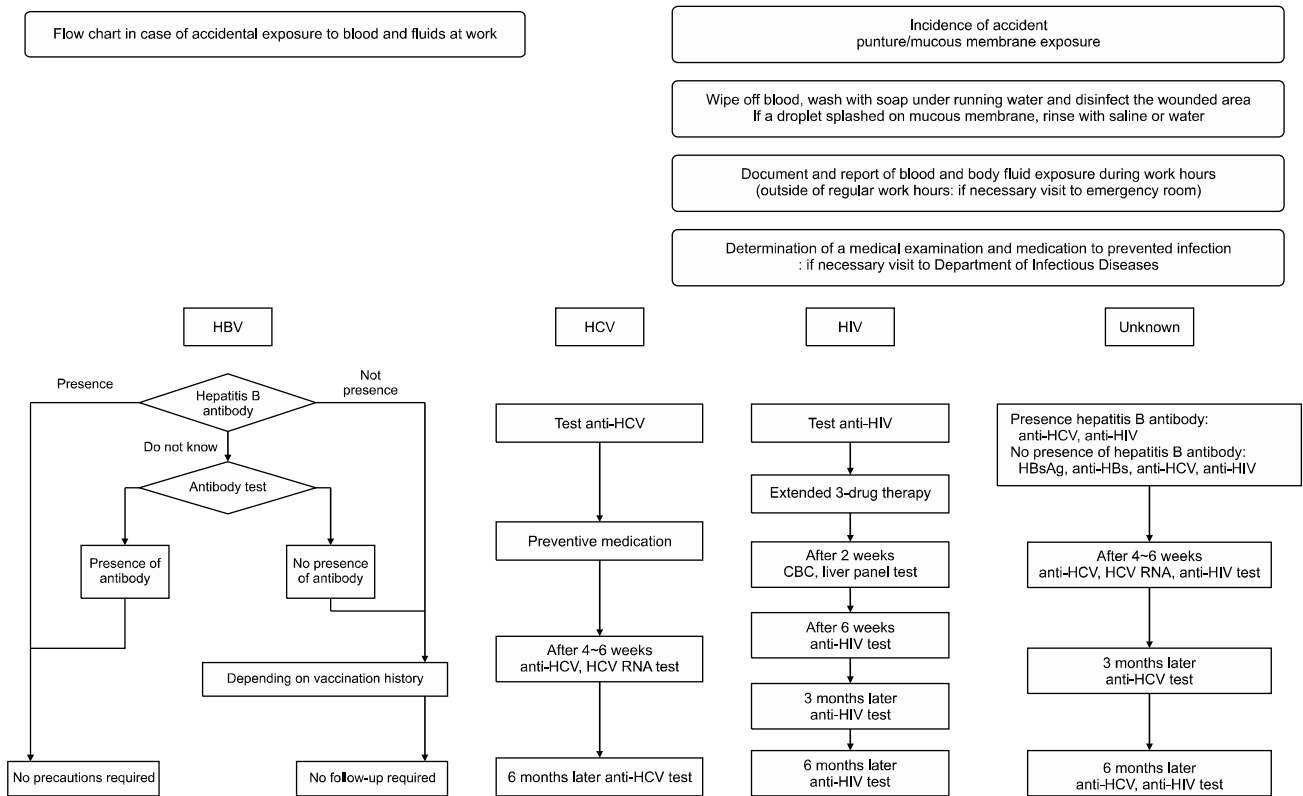 Flow chart in case of accidental exposure to blood and fluids at work
Incidence of accident
punture/mucous membrane exposure
Wipe off blood, wash with soap under running water and disinfect the wounded area
If a droplet splashed on mucous membrane, rinse with saline or water
Document and report of blood and body fluid exposure during work hours
(outside of regular work hours: if necessary visit to emergency room)
Determination of a medical examination and medication to prevented infection
: if necessary visit to Department of Infectious Diseases
HBV
Presence
Not
presence
Hepatitis B
antibody
Do not know
Antibody test
Presence of
antibody
No presence
of antibody
Depending on vaccination history
No precautions required
No follow-up required
HCV
Test anti-HCV
Preventive medication
After 4~6 weeks
anti-HCV, HCV RNA test
6 months later anti-HCV test
HIV
Test anti-HIV
Extended 3-drug therapy
After 2 weeks
CBC, liver panel test
After 6 weeks
anti-HIV test
3 months later
anti-HIV test
6 months later
anti-HIV test
Unknown
Presence hepatitis B antibody:
anti-HCV, anti-HIV
No presence of hepatitis B antibody:
HBsAg, anti-HBs, anti-HCV, anti-HIV
After 4~6 weeks
anti-HCV, HCV RNA, anti-HIV test
3 months later
anti-HCV test
6 months later
anti-HCV, anti-HIV test